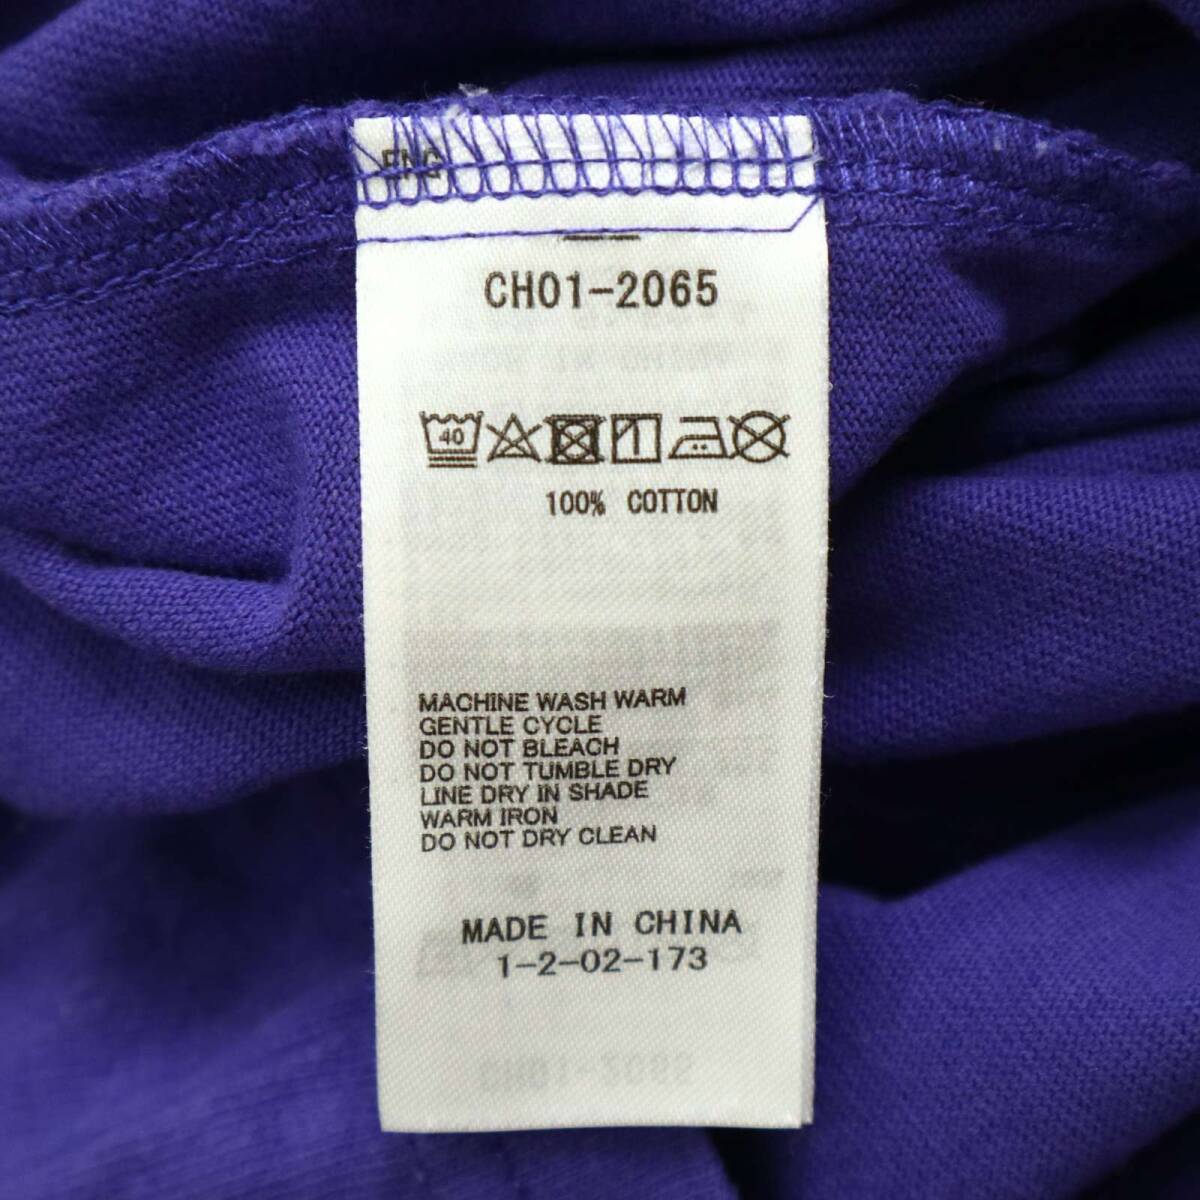 ENG
CH01-2065
40
100% COTTON
MACHINE WASH WARM
GENTLE CYCLE
DO NOT BLEACH
DO NOT TUMBLE DRY
LINE DRY IN SHADE
WARM IRON
DO NOT DRY CLEAN
MADE IN CHINA
1-2-02-173